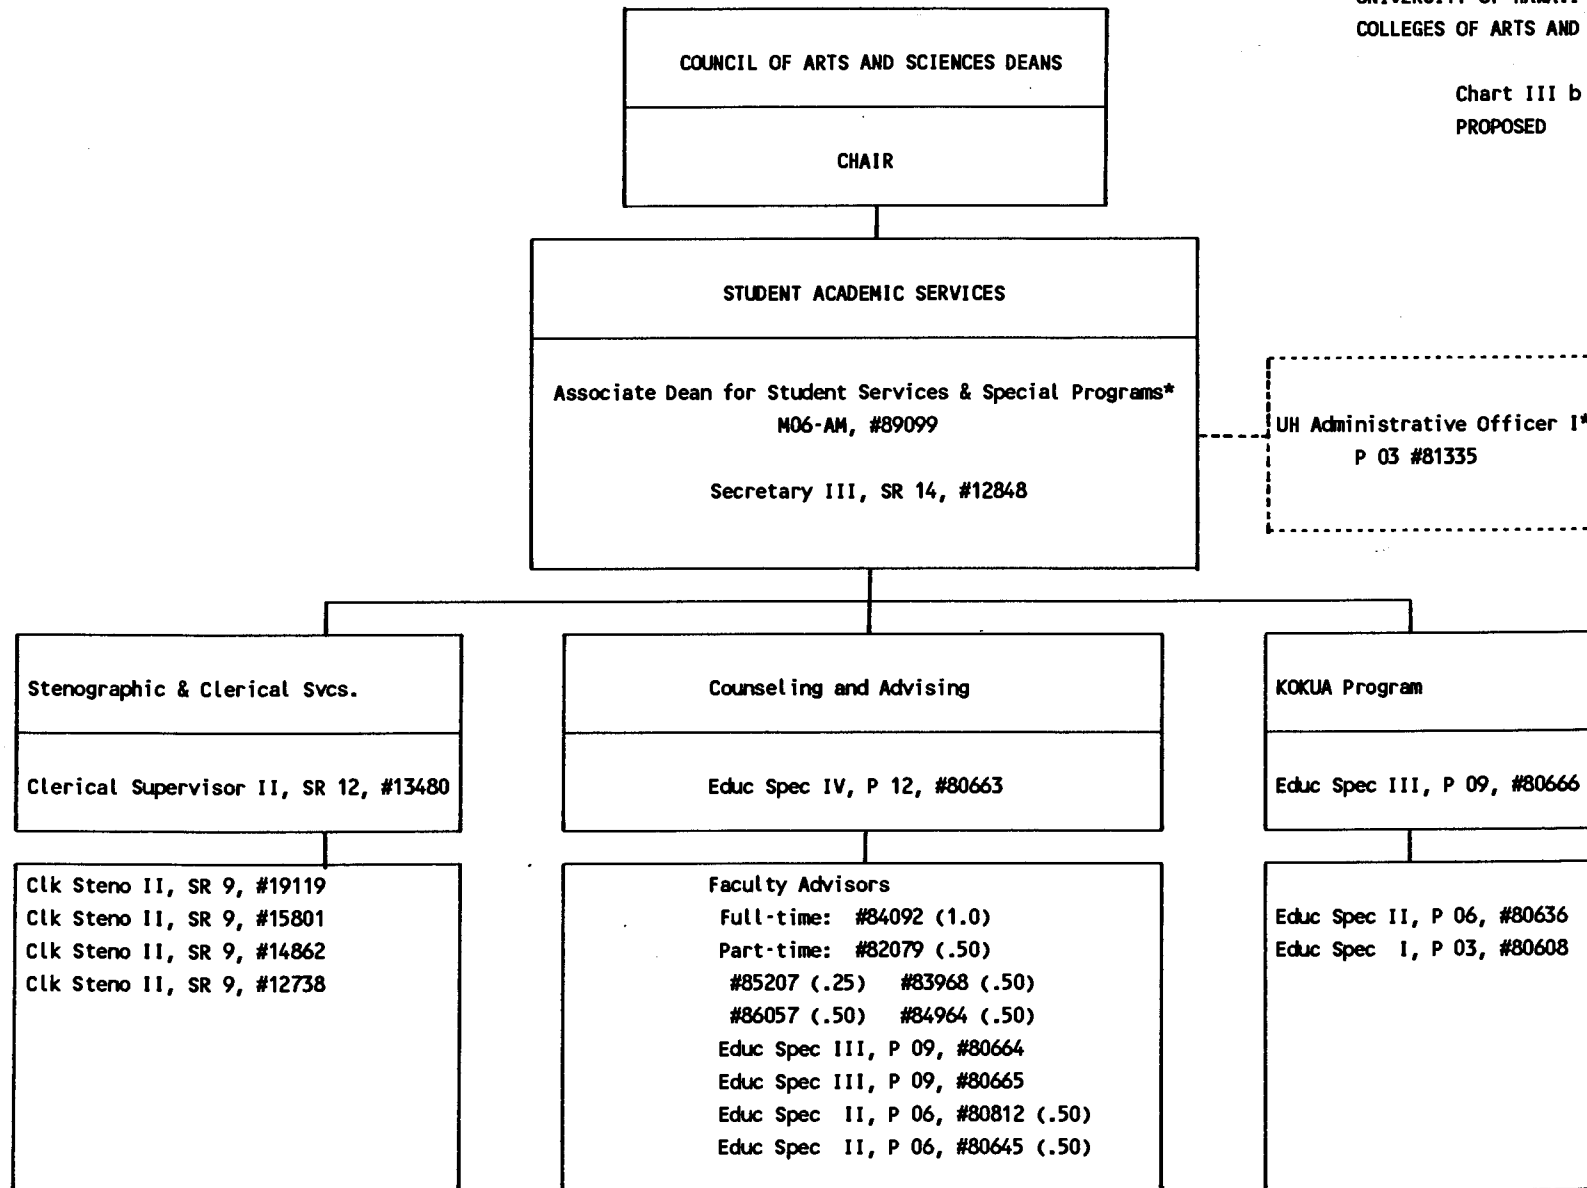 COLLEGES OF ARTS AND
Chart III b
PROPOSED
COUNCIL OF ARTS AND SCIENCES DEANS
CHAIR
STUDENT ACADEMIC SERVICES
Associate Dean for Student Services & Special Programs*
M06-AM, #89099
Secretary III, SR 14, #12848
UH Administrative Officer I*
P 03 #81335
Stenographic & Clerical Svcs.
Clerical Supervisor II, SR 12, #13480
Clk Steno II, SR 9, #19119
Clk Steno II, SR 9, #15801
Clk Steno II, SR 9, #14862
Clk Steno II, SR 9, #12738
Counseling and Advising
Educ Spec IV, P 12, #80663
Faculty Advisors
Full-time: #84092 (1.0)
Part-time: #82079 (.50)
#85207 (.25) #83968 (.50)
#86057 (.50) #84964 (.50)
Educ Spec III, P 09, #80664
Educ Spec III, P 09, #80665
Educ Spec II, P 06, #80812 (.50)
Educ Spec II, P 06, #80645 (.50)
KOKUA Program
Educ Spec III, P 09, #80666
Educ Spec II, P 06, #80636
Educ Spec I, P 03, #80608